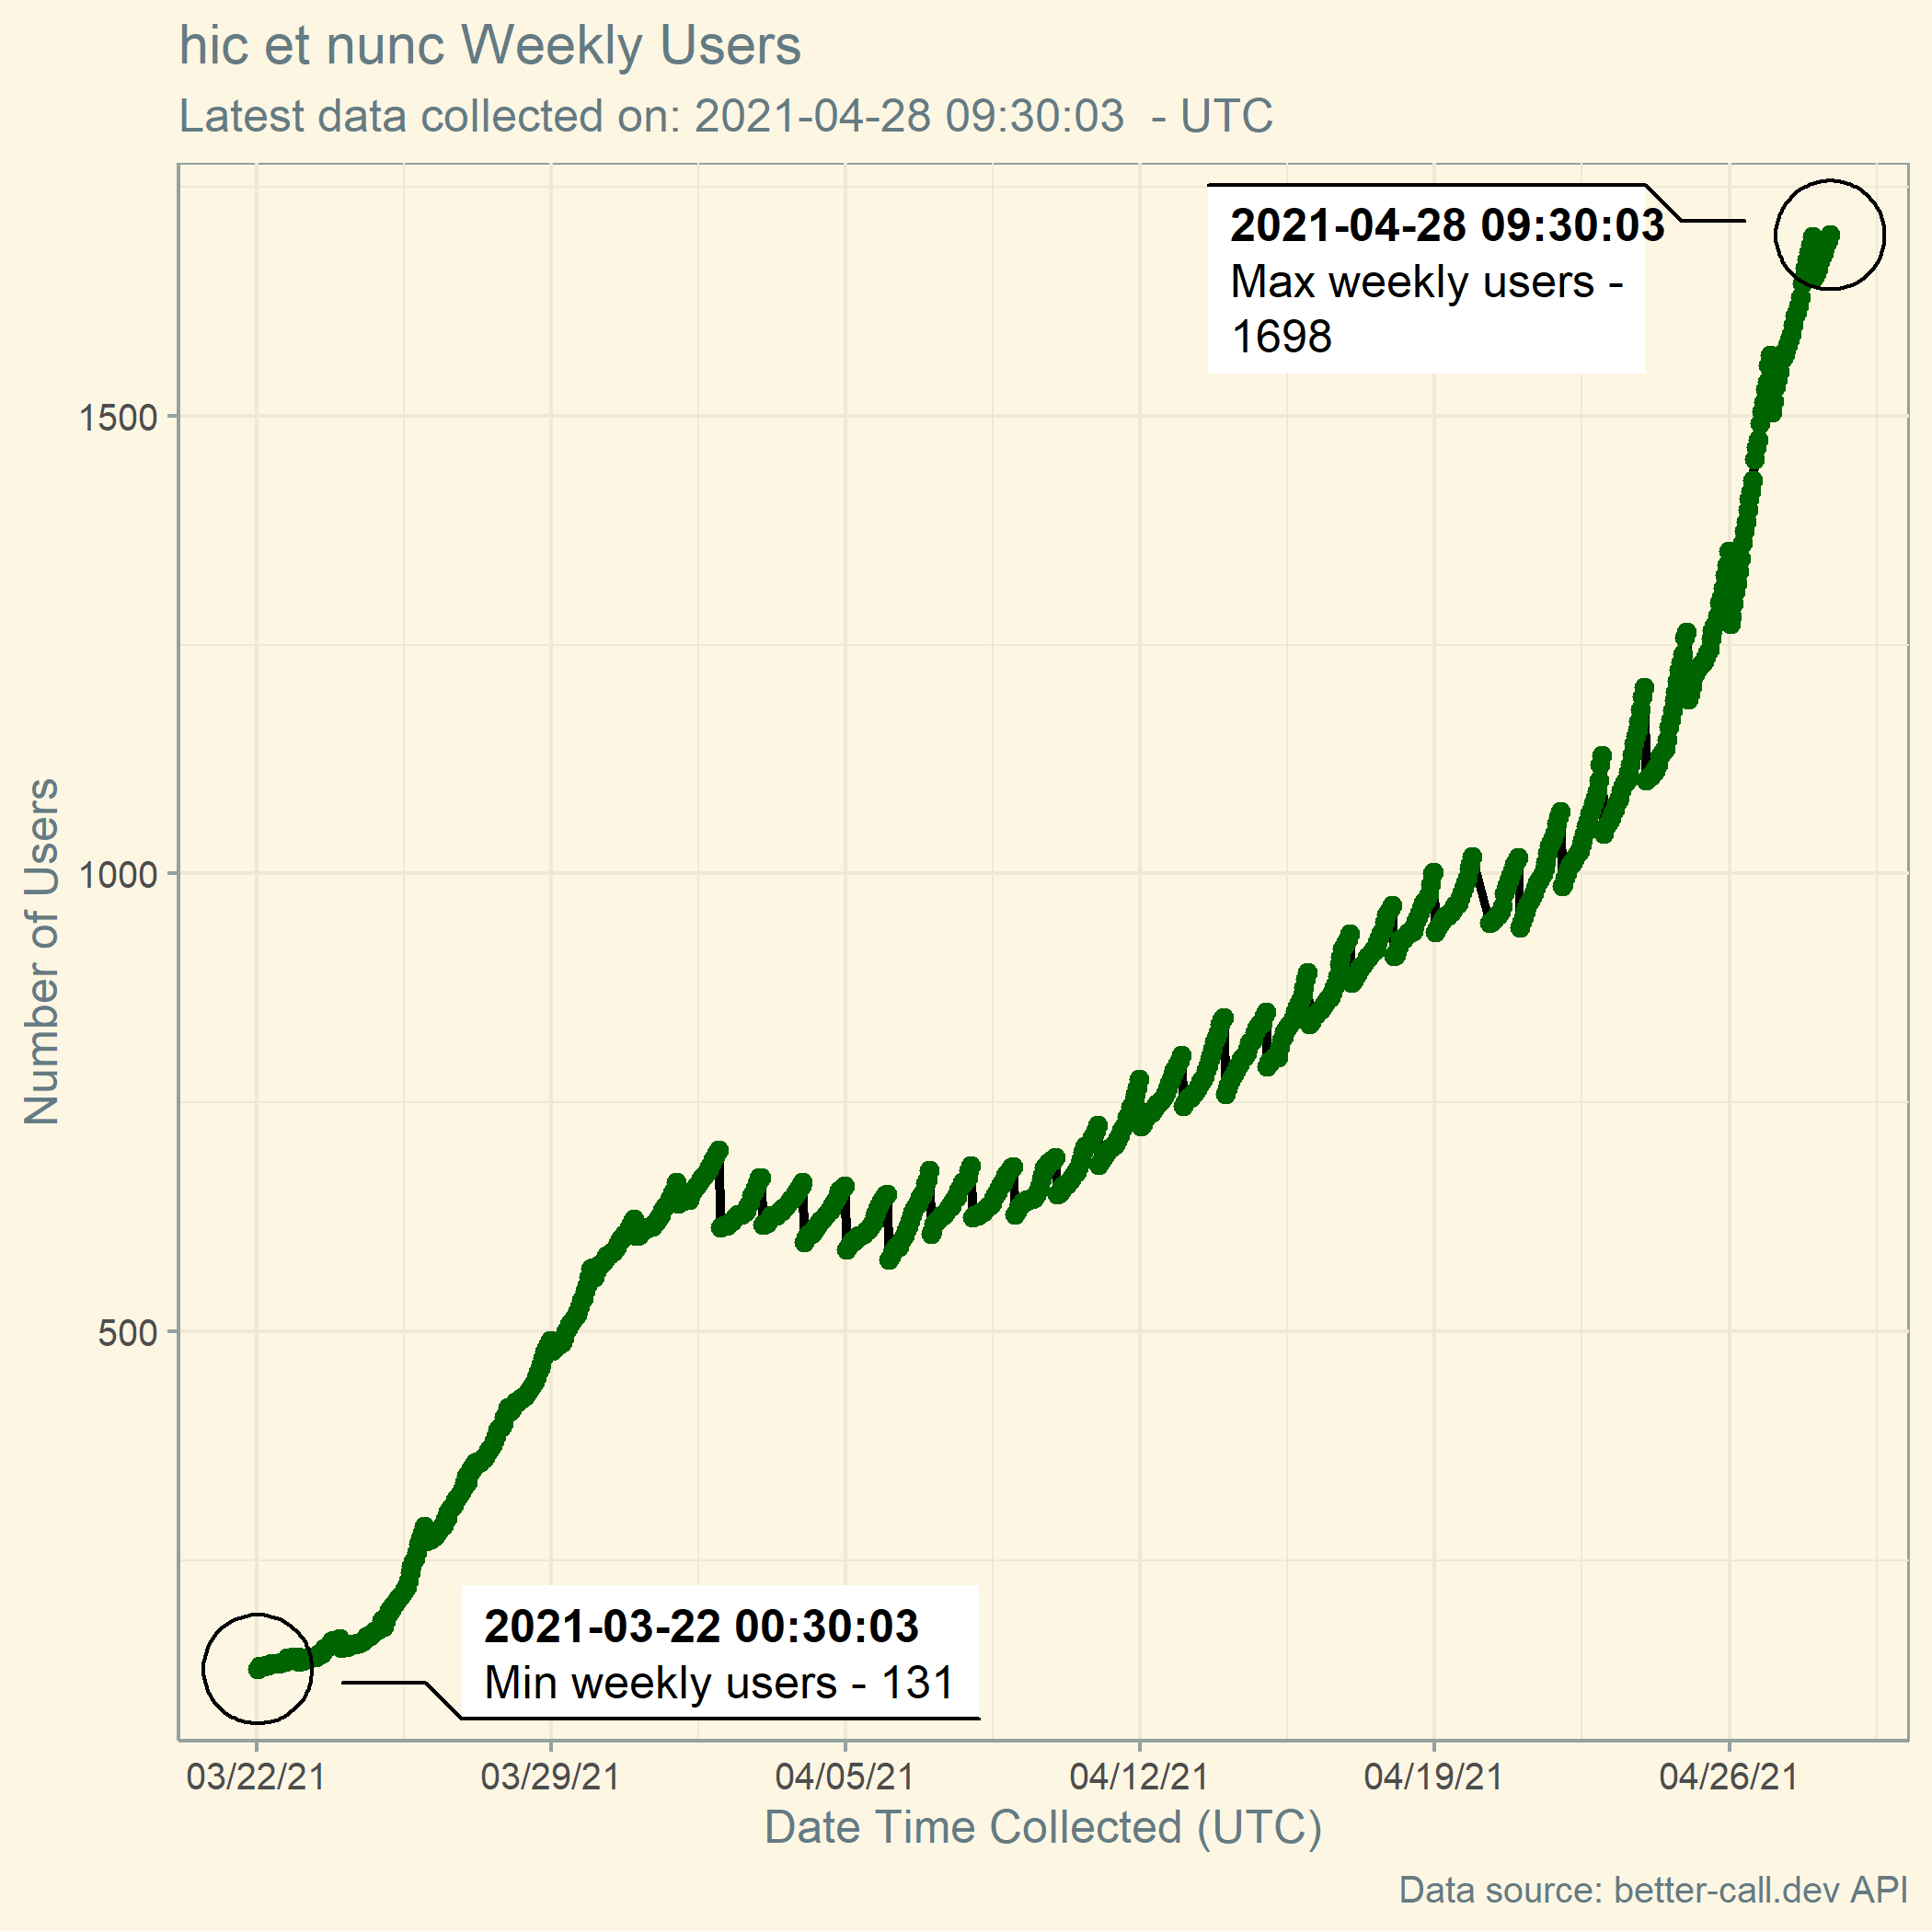 hic et nunc Weekly Users
Latest data collected on: 2021-04-28 09:30:03  - UTC
2021-04-28 09:30:03
Max weekly users -
1698
1500
1000
500
Number of Users
2021-03-22 00:30:03
Min weekly users - 131
03/22/21 03/29/21 04/05/21 04/12/21 04/19/21 04/26/21
Date Time Collected (UTC)
Data source: better-call.dev API